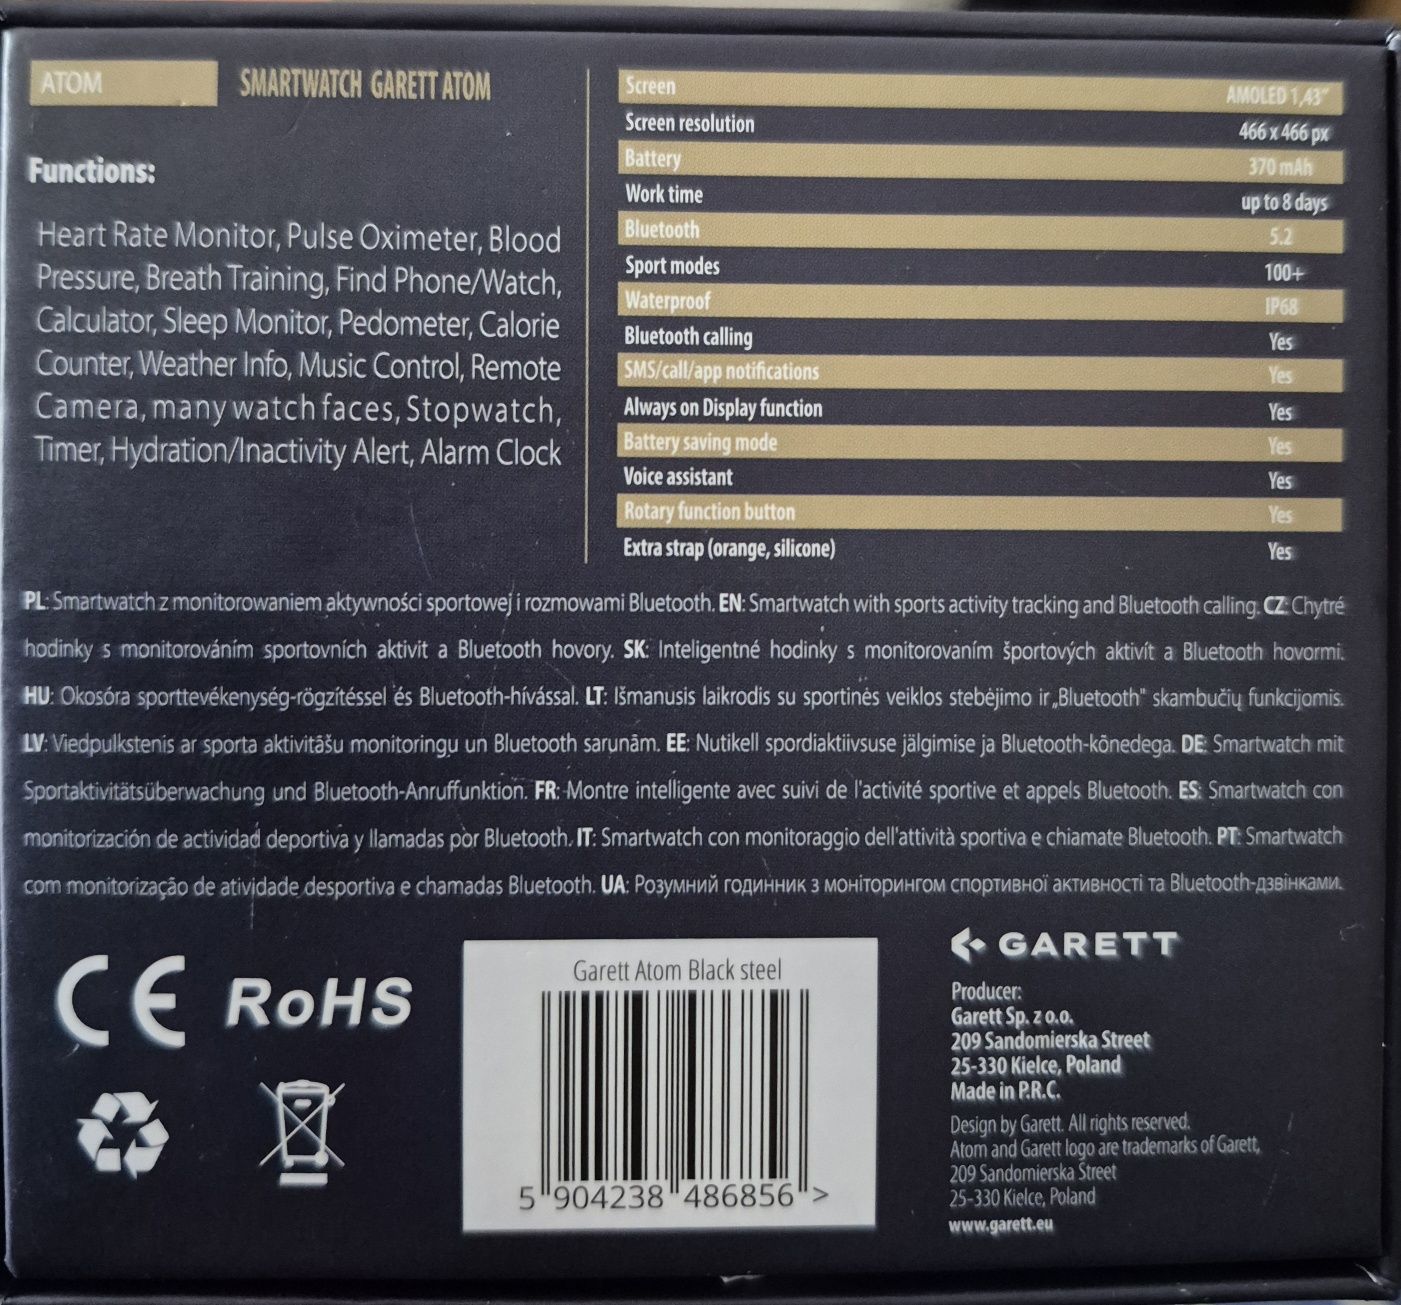 ATOM
SMARTWATCH GARETT ATOM
Functions:
Heart Rate Monitor, Pulse Oximeter, Blood
Pressure, Breath Training, Find Phone/Watch,
Calculator, Sleep Monitor, Pedometer, Calorie
Counter, Weather Info, Music Control, Remote
Camera, many watch faces, Stopwatch,
Timer, Hydration/Inactivity Alert, Alarm Clock
Screen AMOLED 1,43"
Screen resolution 466 x 466 px
Battery 370 mAh
Work time up to 8 days
Bluetooth 5.2
Sport modes 100+
Waterproof IP68
Bluetooth calling Yes
SMS/call/app notifications Yes
Always on Display function Yes
Battery saving mode Yes
Voice assistant Yes
Rotary function button Yes
Extra strap (orange, silicone) Yes
PL: Smartwatch z monitorowaniem aktywności sportowej i rozmowami Bluetooth. EN: Smartwatch with sports activity tracking and Bluetooth calling. CZ: Chytré
hodinky s monitorováním sportovních aktivit a Bluetooth hovory. SK: Inteligentné hodinky s monitorovaním športových aktivít a Bluetooth hovormi.
HU: Okosóra sporttevékenység-rögzítéssel és Bluetooth-hívással. LT: Išmanusis laikrodis su sportinės veiklos stebėjimo ir „Bluetooth" skambučių funkcijomis.
LV: Viedpulkstenis ar sporta aktivitāšu monitoringu un Bluetooth sarunām. EE: Nutikell spordiaktiivsuse jälgimise ja Bluetooth-kõnedega. DE: Smartwatch mit
Sportaktivitätsüberwachung und Bluetooth-Anruffunktion. FR: Montre intelligente avec suivi de l'activité sportive et appels Bluetooth. ES: Smartwatch con
monitorización de actividad deportiva y llamadas por Bluetooth. IT: Smartwatch con monitoraggio dell'attività sportiva e chiamate Bluetooth. PT: Smartwatch
com monitorização de atividade desportiva e chamadas Bluetooth. UA: Розумний годинник з моніторингом спортивної активності та Bluetooth-дзвінками.
CE RoHS
Garett Atom Black steel
5 904238 486856 >
GARETT
Producer:
Garett Sp. z o.o.
209 Sandomierska Street
25-330 Kielce, Poland
Made in P.R.C.
Design by Garett. All rights reserved.
Atom and Garett logo are trademarks of Garett,
209 Sandomierska Street
25-330 Kielce, Poland
www.garett.eu